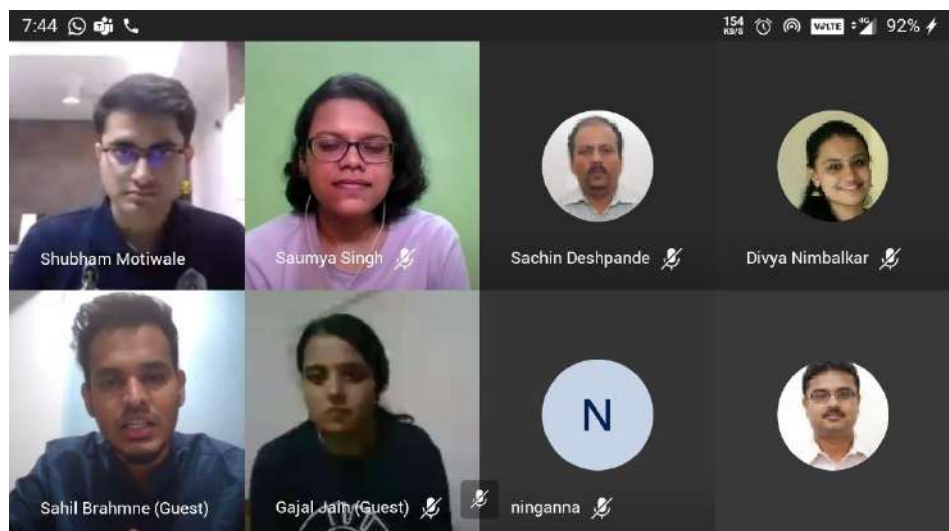 7:44
154
KB/S
VoLTE
4G
92%
Shubham Motiwale
Saumya Singh
Sachin Deshpande
Divya Nimbalkar
N
Sahil Brahmne (Guest)
Gajal Jain (Guest)
ninganna